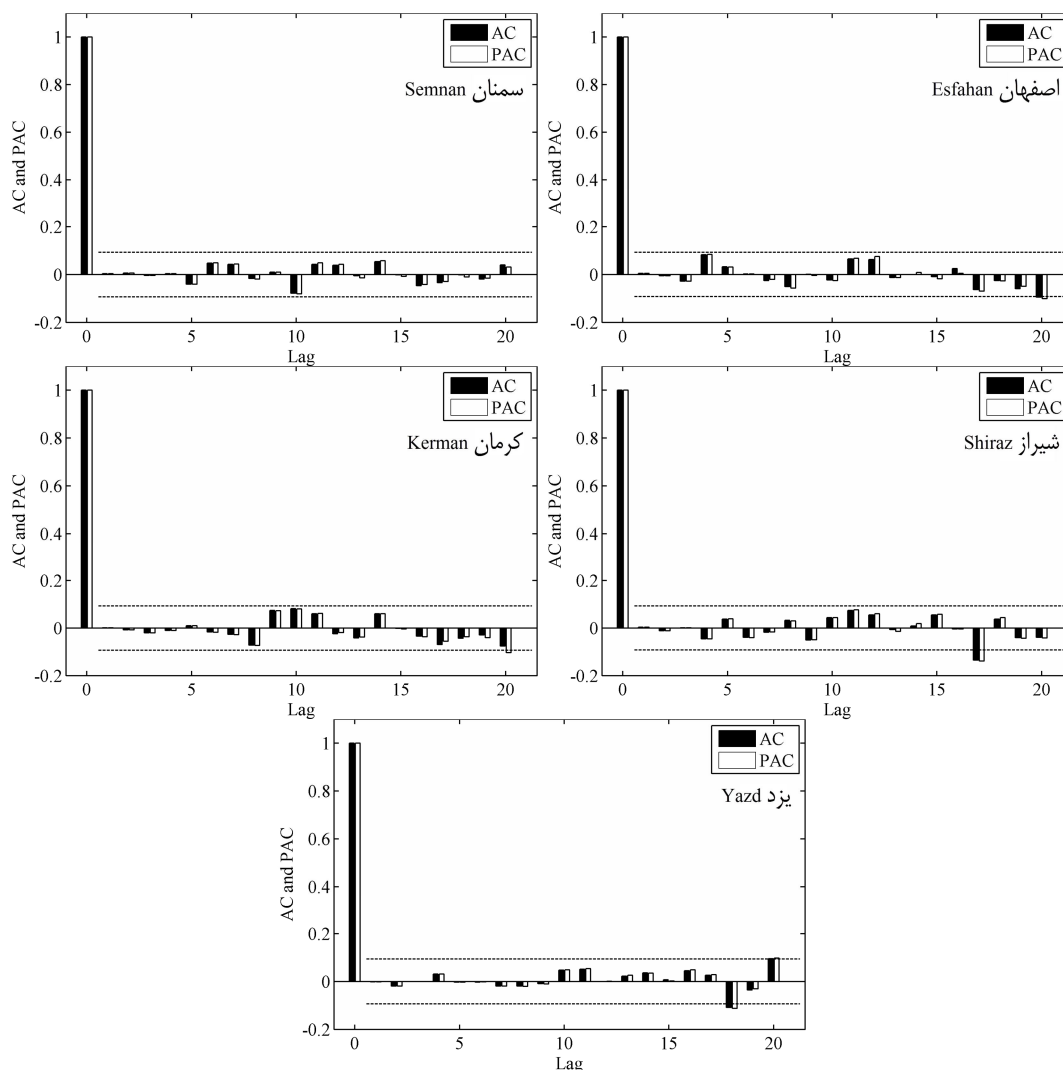 AC
PAC
Semnan سمنان
AC and PAC
1
0.8
0.6
0.4
0.2
0
-0.2
0 5 10 15 20
Lag
AC
PAC
Esfahan اصفهان
AC and PAC
1
0.8
0.6
0.4
0.2
0
-0.2
0 5 10 15 20
Lag
AC
PAC
Kerman کرمان
AC and PAC
1
0.8
0.6
0.4
0.2
0
-0.2
0 5 10 15 20
Lag
AC
PAC
Shiraz شیراز
AC and PAC
1
0.8
0.6
0.4
0.2
0
-0.2
0 5 10 15 20
Lag
AC
PAC
Yazd یزد
AC and PAC
1
0.8
0.6
0.4
0.2
0
-0.2
0 5 10 15 20
Lag